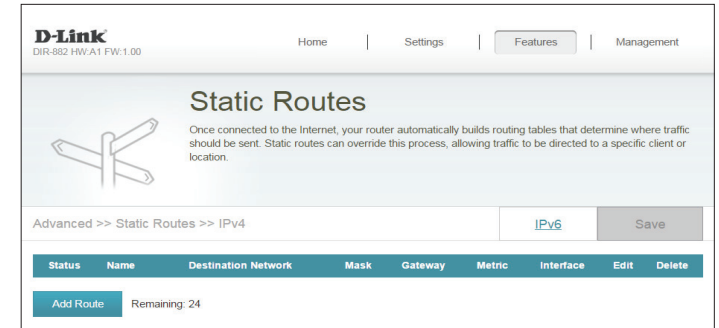 D-Link
DIR-882 HW:A1 FW:1.00
Home | Settings | Features | Management
Static Routes
Once connected to the Internet, your router automatically builds routing tables that determine where traffic
should be sent. Static routes can override this process, allowing traffic to be directed to a specific client or
location.
Advanced >> Static Routes >> IPv4
IPv6
Save
Status Name Destination Network Mask Gateway Metric Interface Edit Delete
Add Route Remaining: 24